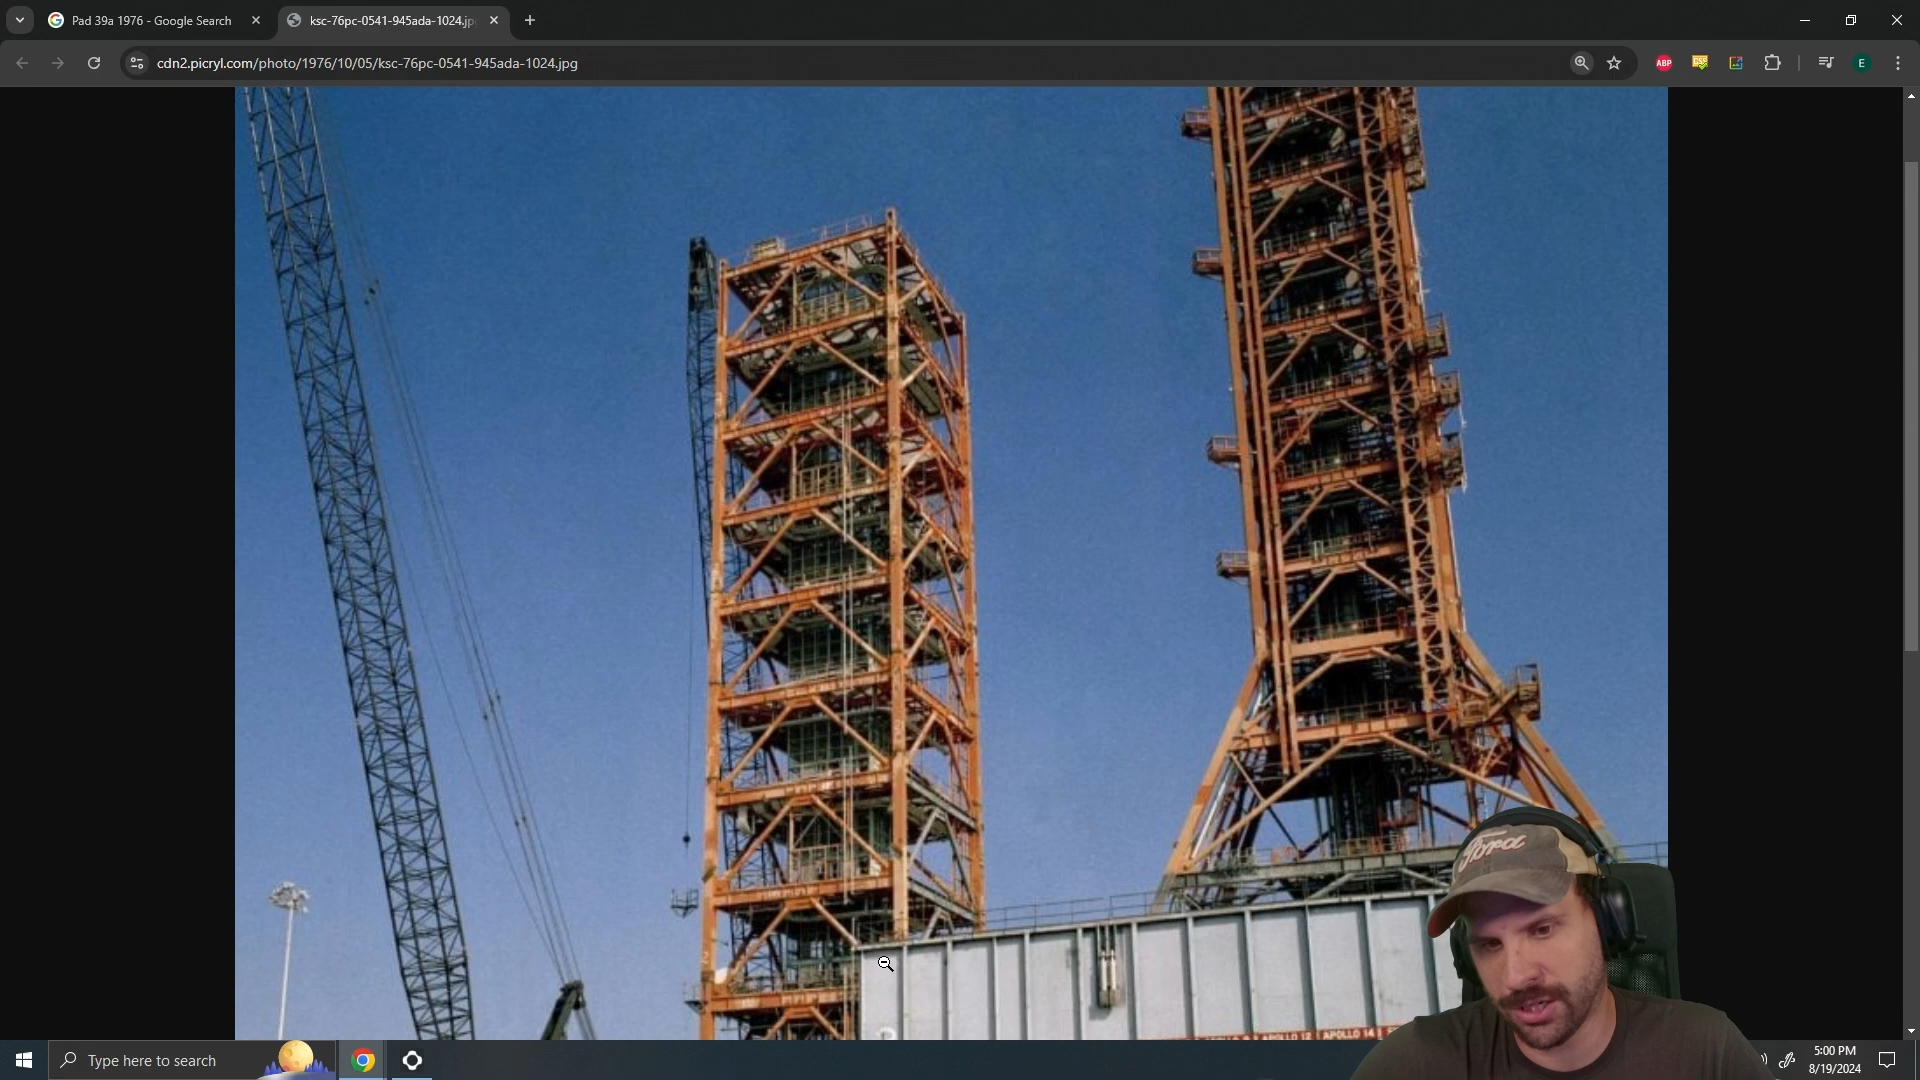 Pad 39a 1976 - Google Search
ksc-76pc-0541-945ada-1024.jp
cdn2.picryl.com/photo/1976/10/05/ksc-76pc-0541-945ada-1024.jpg
ABP
E
APOLLO 12 | APOLLO 14 |
Ford
Type here to search
5:00 PM
8/19/2024